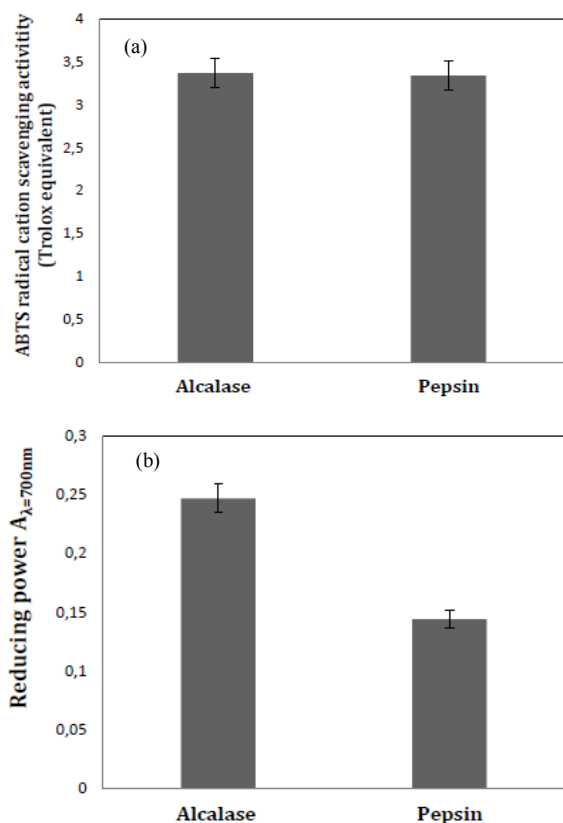 (a)
ABTS radical cation scavenging activitity
(Trolox equivalent)
4
3,5
3
2,5
2
1,5
1
0,5
0
Alcalase
Pepsin
(b)
Reducing power Aλ=700nm
0,3
0,25
0,2
0,15
0,1
0,05
0
Alcalase
Pepsin